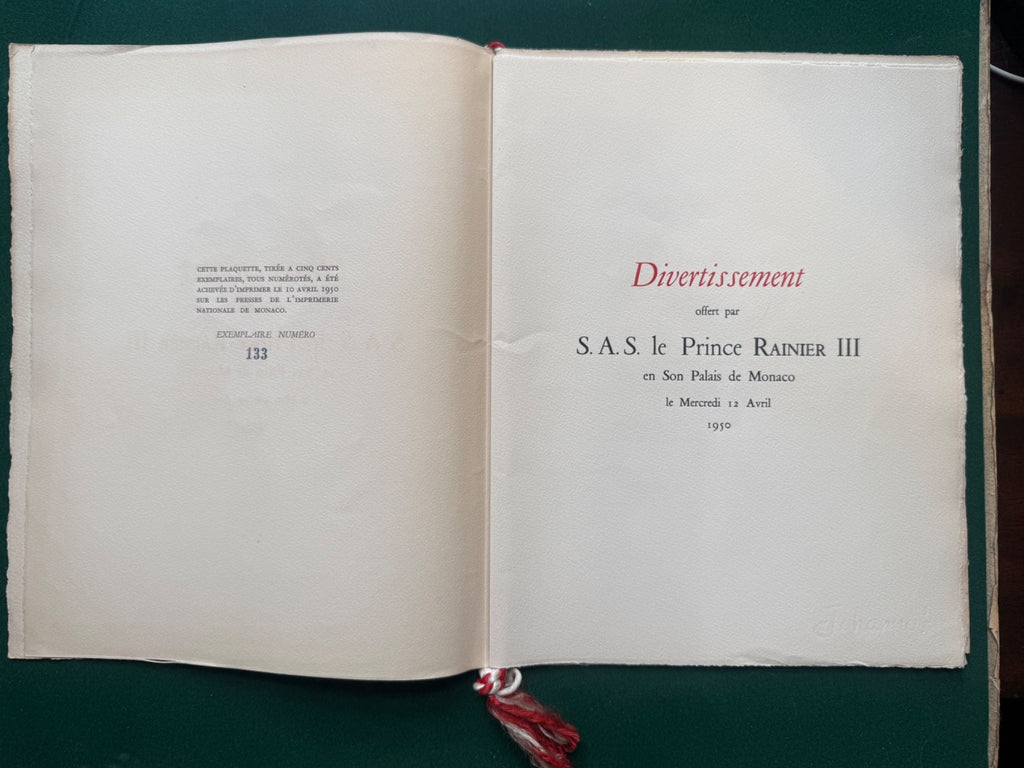 CETTE PLAQUETTE, TIRÉE A CINQ CENTS
EXEMPLAIRES, TOUS NUMÉROTÉS, A ÉTÉ
ACHEVÉE D'IMPRIMER LE 10 AVRIL 1950
SUR LES PRESSES DE L'IMPRIMERIE
NATIONALE DE MONACO.
EXEMPLAIRE NUMÉRO
133
Divertissement
offert par
S. A. S. le Prince RAINIER III
en Son Palais de Monaco
le Mercredi 12 Avril
1950